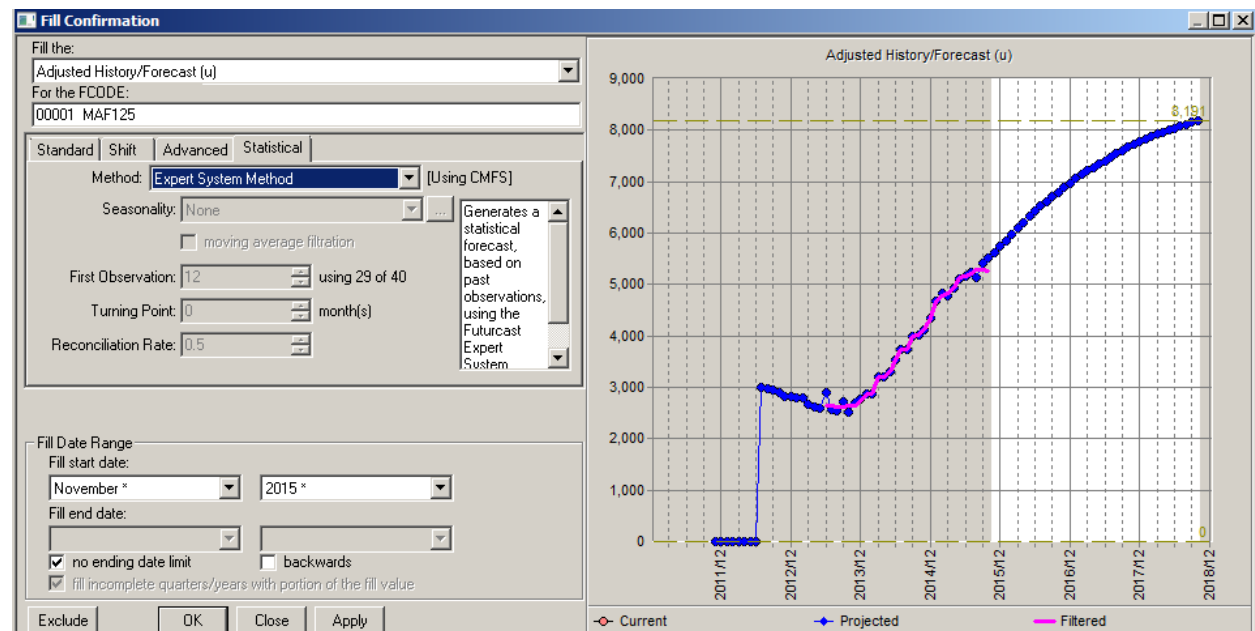 Fill Confirmation
Fill the:
Adjusted History/Forecast (u)
For the FCODE:
00001 MAF125
Standard Shift Advanced Statistical
Method: Expert System Method [Using CMFS]
Seasonality: None ...
moving average filtration
First Observation: 12 using 29 of 40
Turning Point: 0 month(s)
Reconciliation Rate: 0.5
Generates a
statistical
forecast,
based on
past
observations,
using the
Futurcast
Expert
System
Fill Date Range
Fill start date:
November * 2015 *
Fill end date:
no ending date limit backwards
fill incomplete quarters/years with portion of the fill value
Exclude OK Close Apply
Adjusted History/Forecast (u)
9,000
8,191
8,000
7,000
6,000
5,000
4,000
3,000
2,000
1,000
0
0
2011/12 2012/12 2013/12 2014/12 2015/12 2016/12 2017/12 2018/12
Current Projected Filtered